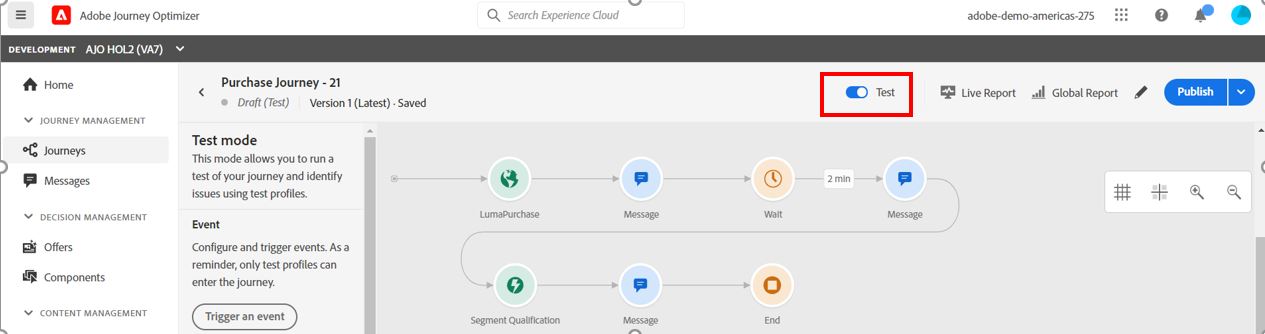 Adobe Journey Optimizer
Search Experience Cloud
adobe-demo-americas-275
DEVELOPMENT AJO HOL2 (VA7)
Home
JOURNEY MANAGEMENT
Journeys
Messages
DECISION MANAGEMENT
Offers
Components
CONTENT MANAGEMENT
Purchase Journey - 21
Draft (Test) Version 1 (Latest) · Saved
Test
Live Report
Global Report
Publish
Test mode
This mode allows you to run a
test of your journey and identify
issues using test profiles.
Event
Configure and trigger events. As a
reminder, only test profiles can
enter the journey.
Trigger an event
2 min
LumaPurchase
Message
Wait
Message
Segment Qualification
Message
End